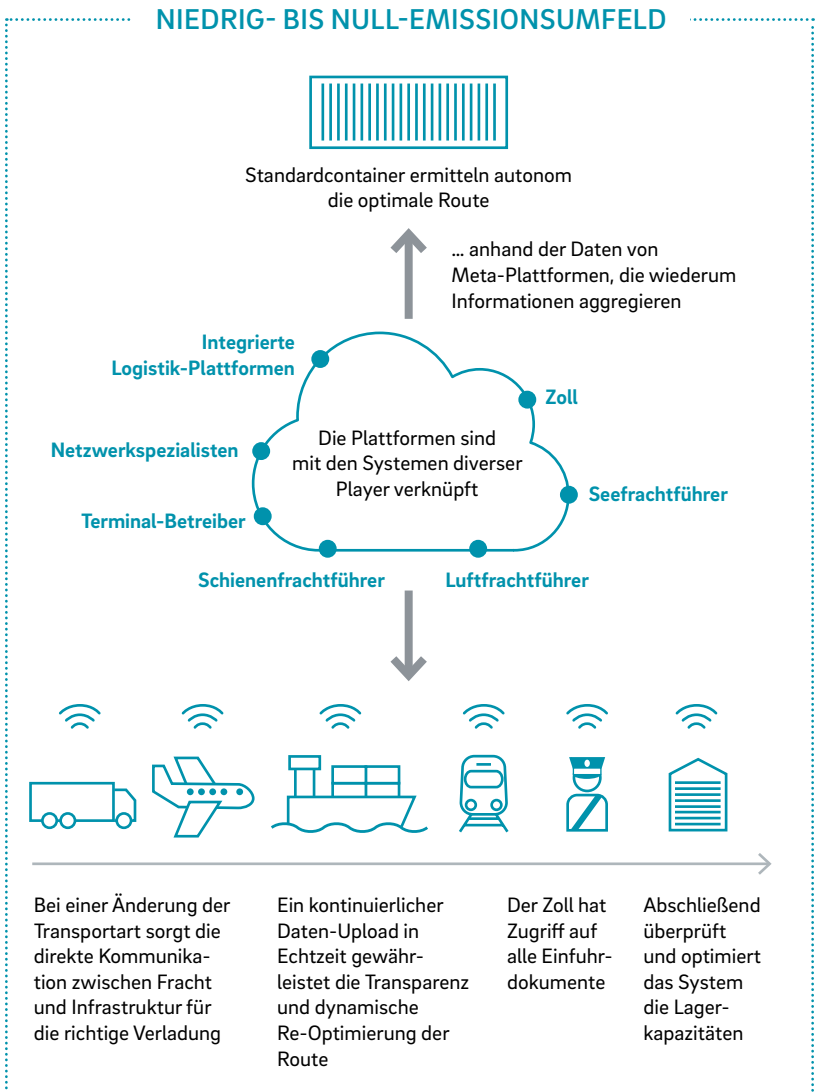 NIEDRIG- BIS NULL-EMISSIONSUMFELD
Standardcontainer ermitteln autonom
die optimale Route
... anhand der Daten von
Meta-Plattformen, die wiederum
Informationen aggregieren
Integrierte
Logistik-Plattformen
Zoll
Netzwerkspezialisten
Die Plattformen sind
mit den Systemen diverser
Player verknüpft
Seefrachtführer
Terminal-Betreiber
Schienenfrachtführer
Luftfrachtführer
Bei einer Änderung der
Transportart sorgt die
direkte Kommunika-
tion zwischen Fracht
und Infrastruktur für
die richtige Verladung
Ein kontinuierlicher
Daten-Upload in
Echtzeit gewähr-
leistet die Transparenz
und dynamische
Re-Optimierung der
Route
Der Zoll hat
Zugriff auf
alle Einfuhr-
dokumente
Abschließend
überprüft
und optimiert
das System
die Lager-
kapazitäten